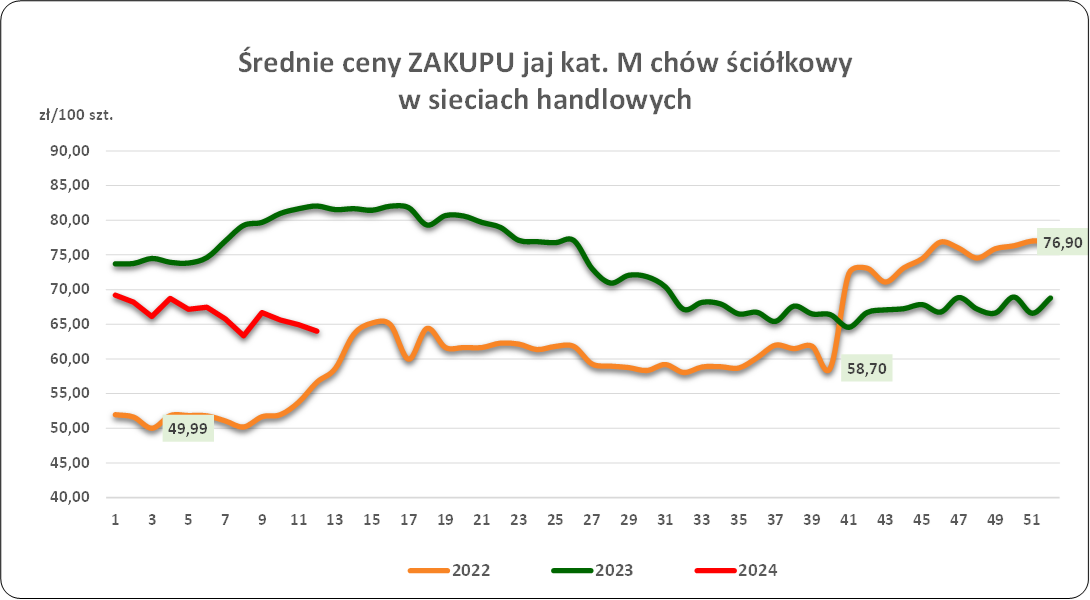 Średnie ceny ZAKUPU jaj kat. M chów ściółkowy
w sieciach handlowych
zł/100 szt.
90,00
85,00
80,00
75,00
70,00
65,00
60,00
55,00
50,00
45,00
40,00
76,90
58,70
49,99
1 3 5 7 9 11 13 15 17 19 21 23 25 27 29 31 33 35 37 39 41 43 45 47 49 51
2022 2023 2024